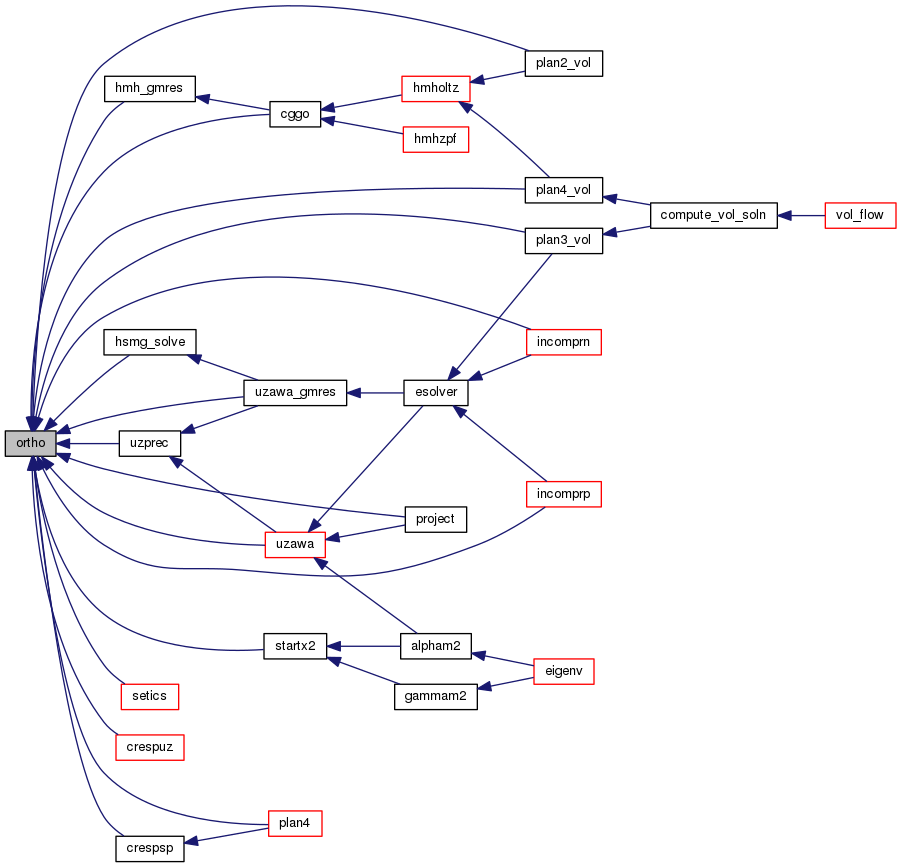 plan2_vol
hmh_gmres
hmholtz
cggo
hmhzpf
plan4_vol
compute_vol_soln
vol_flow
plan3_vol
hsmg_solve
incomprn
uzawa_gmres
esolver
ortho
uzprec
incomprp
project
uzawa
startx2
alpham2
eigenv
setics
gammam2
crespuz
plan4
crespsp